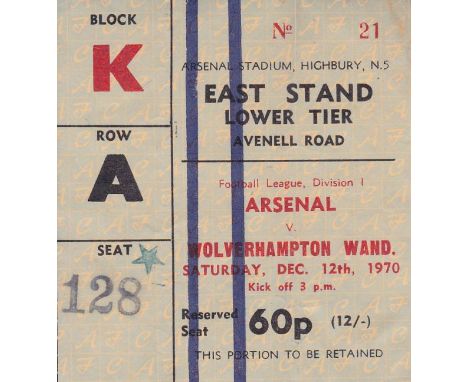 BLOCK
K
ROW
A
SEAT
128
No 21
ARSENAL STADIUM, HIGHBURY, N.5
EAST STAND
LOWER TIER
AVENELL ROAD
Football League, Division I
ARSENAL
V.
WOLVERHAMPTON WAND.
SATURDAY, DEC. 12th, 1970
Kick off 3 p.m.
Reserved
Seat 60p (12/-)
THIS PORTION TO BE RETAINED